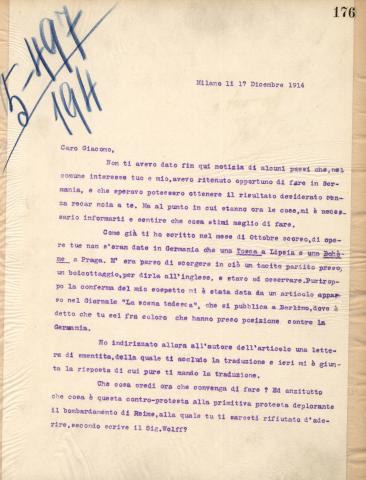 176
5-497
1914
Milano li 17 Dicembre 1914
Caro Giacomo,
Non ti avevo dato fin qui notizia di alcuni passi che,nel
comune interesse tuo e mio,avevo ritenuto opportuno di fare in Ger-
mania, e che speravo potessero ottenere il risultato desiderato sen-
za recar noia a te. Ma al punto in cui stanno ora le cose,mi è neces-
sario informarti e sentire che cosa stimi meglio di fare.
Come già ti ho scritto nel mese di Ottobre scorso,di ope
re tue non s'eran date in Germania che una Tosca a Lipsia e una Bohè-
me a Praga. M' era parso di scorgere in ciò un tacito partito preso,
un boicottaggio,per dirla all'inglese, e stavo ad osservare.Purtrop-
po la conferma del mio sospetto mi è stata data da un articolo appar-
so nel Giornale "La scena tedesca", che si pubblica a Berlino,dove è
detto che tu sei fra coloro che hanno preso posizione contro la
Germania.
Ho indirizzato allora all'autore dell'articolo una lette-
ra di smentita,della quale ti accludo la traduzione e ieri mi è giun-
ta la risposta di cui pure ti mando la traduzione.
Che cosa credi ora che convenga di fare ? Ed anzitutto
che cosa è questa contro-protesta alla primitiva protesta deplorante
il bombardamento di Reims,alla quale tu ti saresti rifiutato d'ade-
rire,secondo scrive il Sig.Wolff?